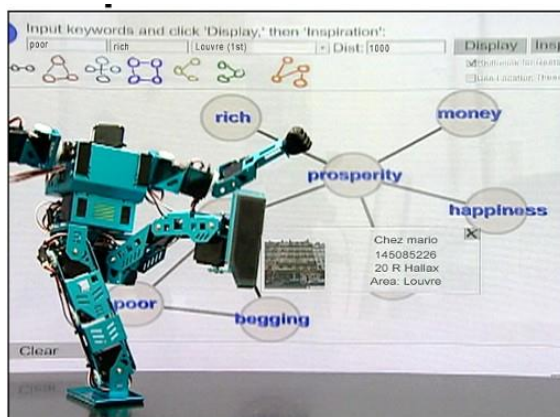 Input keywords and click 'Display,' then 'Inspiration':
poor rich Louvre (1st) Dist: 1000 Display
rich
money
prosperity
happiness
Chez mario
145085226
20 R Hallax
Area: Louvre
poor
begging
Clear